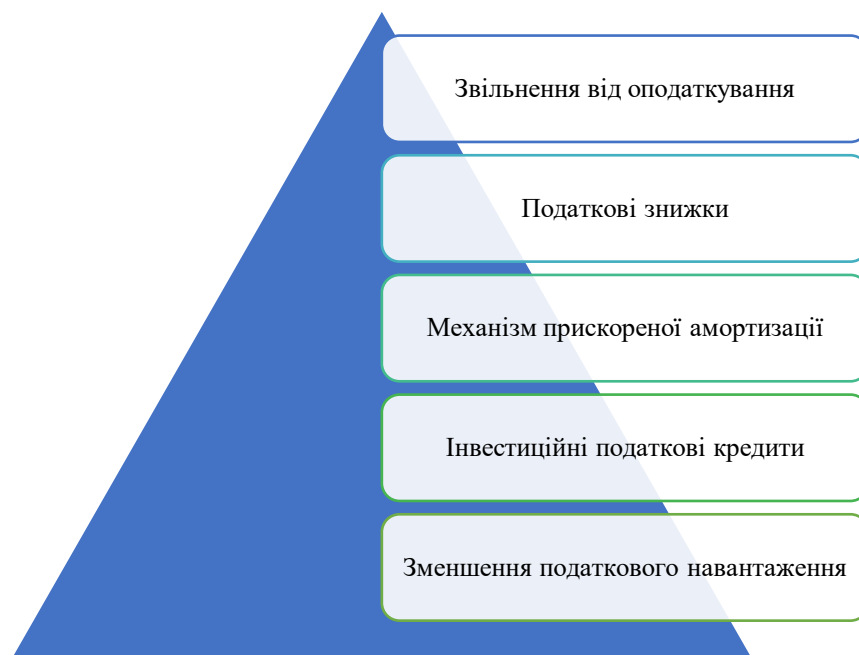 Звільнення від оподаткування
Податкові знижки
Механізм прискореної амортизації
Інвестиційні податкові кредити
Зменшення податкового навантаження